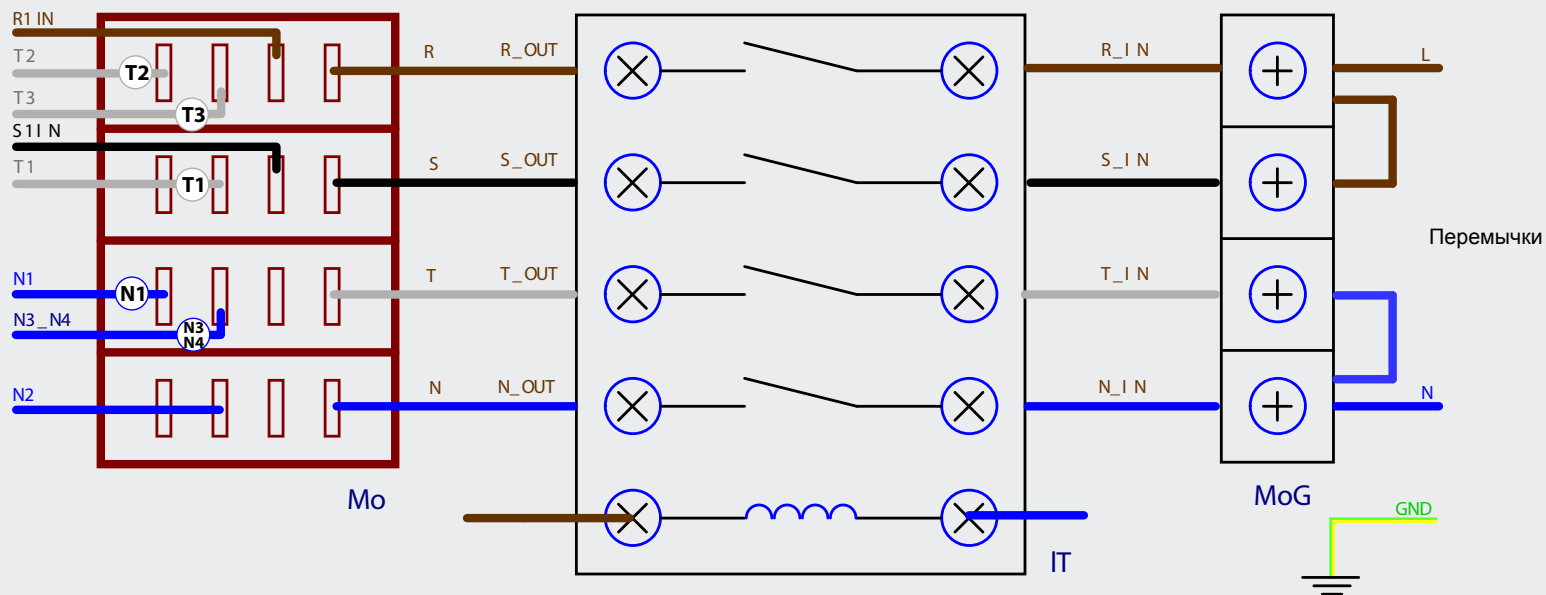 R1 IN
T2
T2
T3
T3
S1I N
T1
T1
N1
N1
N3_N4
N3
N4
N2
Mo
R
R_OUT
S
S_OUT
T
T_OUT
N
N_OUT
IT
R_I N
S_I N
T_I N
N_I N
MoG
L
Перемычки
N
GND